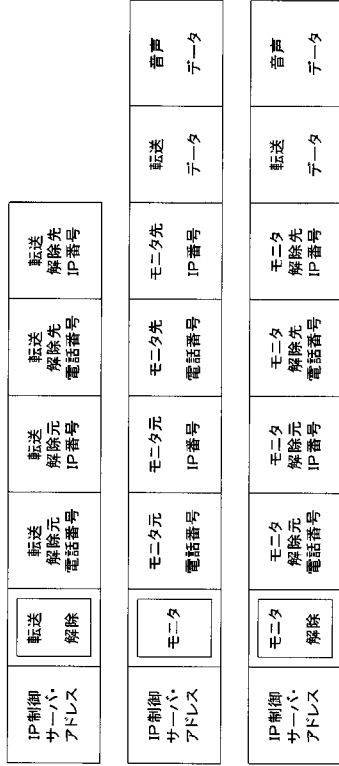 IP制御
サーバ・
アドレス
転送
解除
転送
解除元
電話番号
転送
解除元
IP番号
転送
解除先
電話番号
転送
解除先
IP番号
IP制御
サーバ・
アドレス
モニタ
モニタ元
電話番号
モニタ元
IP番号
モニタ先
電話番号
モニタ先
IP番号
転送
データ
音声
データ
IP制御
サーバ・
アドレス
モニタ
解除
モニタ
解除元
電話番号
モニタ
解除元
IP番号
モニタ
解除先
電話番号
モニタ
解除先
IP番号
転送
データ
音声
データ